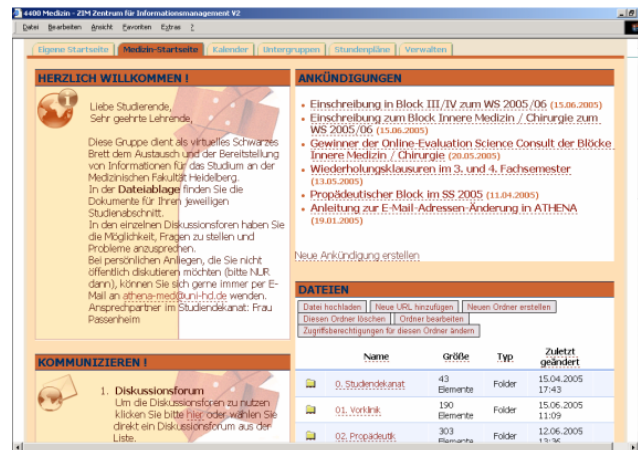 4400 Medizin - ZIM Zentrum für Informationsmanagement V2
Datei Bearbeiten Ansicht Favoriten Extras ?
Eigene Startseite Medizin-Startseite Kalender Untergruppen Stundenpläne Verwalten
HERZLICH WILLKOMMEN !
Liebe Studierende,
Sehr geehrte Lehrende,
Diese Gruppe dient als virtuelles Schwarzes
Brett dem Austausch und der Bereitstellung
von Informationen für das Studium an der
Medizinischen Fakultät Heidelberg.
In der Dateiablage finden Sie die
Dokumente für Ihren jeweiligen
Studienabschnitt.
In den einzelnen Diskussionsforen haben Sie
die Möglichkeit, Fragen zu stellen und
Probleme anzusprechen.
Bei persönlichen Anliegen, die Sie nicht
öffentlich diskutieren möchten (bitte NUR
dann), können Sie sich gerne immer per E-
Mail an athena-med@uni-hd.de wenden.
Ansprechpartner im Studiendekanat: Frau
Passenheim
KOMMUNIZIEREN !
1. Diskussionsforum
Um die Diskussionsforen zu nutzen
klicken Sie bitte hier oder wählen Sie
direkt ein Diskussionsforum aus der
Liste.
ANKÜNDIGUNGEN
Einschreibung in Block III/IV zum WS 2005/06 (15.06.2005)
Einschreibung zum Block Innere Medizin / Chirurgie zum
WS 2005/06 (15.06.2005)
Gewinner der Online-Evaluation Science Consult der Blöcke
Innere Medizin / Chirurgie (20.05.2005)
Wiederholungsklausuren im 3. und 4. Fachsemester
(13.05.2005)
Propädeutischer Block im SS 2005 (11.04.2005)
Anleitung zur E-Mail-Adressen-Änderung in ATHENA
(19.01.2005)
Neue Ankündigung erstellen
DATEIEN
Datei hochladen Neue URL hinzufügen Neuen Ordner erstellen
Diesen Ordner löschen Ordner bearbeiten
Zugriffsberechtigungen für diesen Ordner ändern
Name Größe Typ Zuletzt geändert
0. Studiendekanat 43 Elemente Folder 15.04.2005 17:43
01. Vorklinik 190 Elemente Folder 15.06.2005 11:09
02. Propädeutik 303 Elemente Folder 12.06.2005 13:36